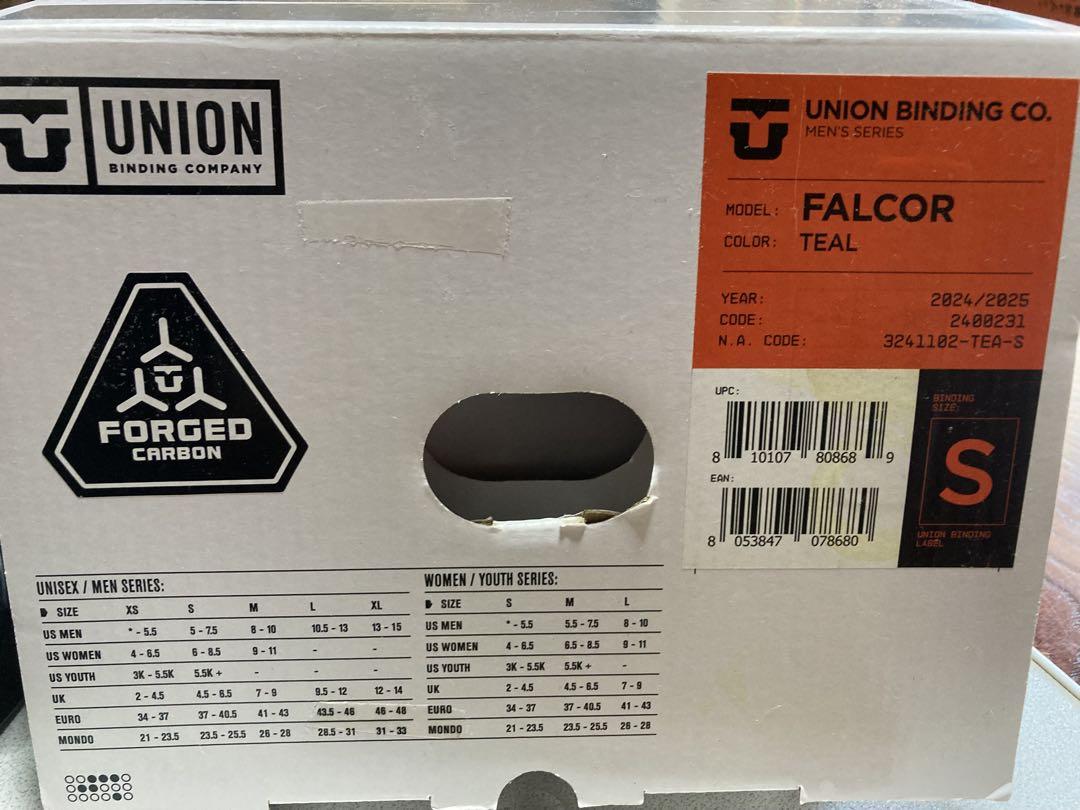 UNION
BINDING COMPANY
FORGED
CARBON
UNION BINDING CO.
MEN'S SERIES
MODEL: FALCOR
COLOR: TEAL
YEAR: 2024/2025
CODE: 2400231
N.A. CODE: 3241102-TEA-S
UPC:
8 10107 80868 9
EAN:
8 053847 078680
BINDING
SIZE:
S
UNION BINDING
LABEL
UNISEX / MEN SERIES:
SIZE XS S M L XL
US MEN * - 5.5 5 - 7.5 8 - 10 10.5 - 13 13 - 15
US WOMEN 4 - 6.5 6 - 8.5 9 - 11 - -
US YOUTH 3K - 5.5K 5.5K + - - -
UK 2 - 4.5 4.5 - 6.5 7 - 9 9.5 - 12 12 - 14
EURO 34 - 37 37 - 40.5 41 - 43 43.5 - 46 46 - 48
MONDO 21 - 23.5 23.5 - 25.5 26 - 28 28.5 - 31 31 - 33
WOMEN / YOUTH SERIES:
SIZE S M L
US MEN * - 5.5 5.5 - 7.5 8 - 10
US WOMEN 4 - 6.5 6.5 - 8.5 9 - 11
US YOUTH 3K - 5.5K 5.5K + -
UK 2 - 4.5 4.5 - 6.5 7 - 9
EURO 34 - 37 37 - 40.5 41 - 43
MONDO 21 - 23.5 23.5 - 25.5 26 - 28